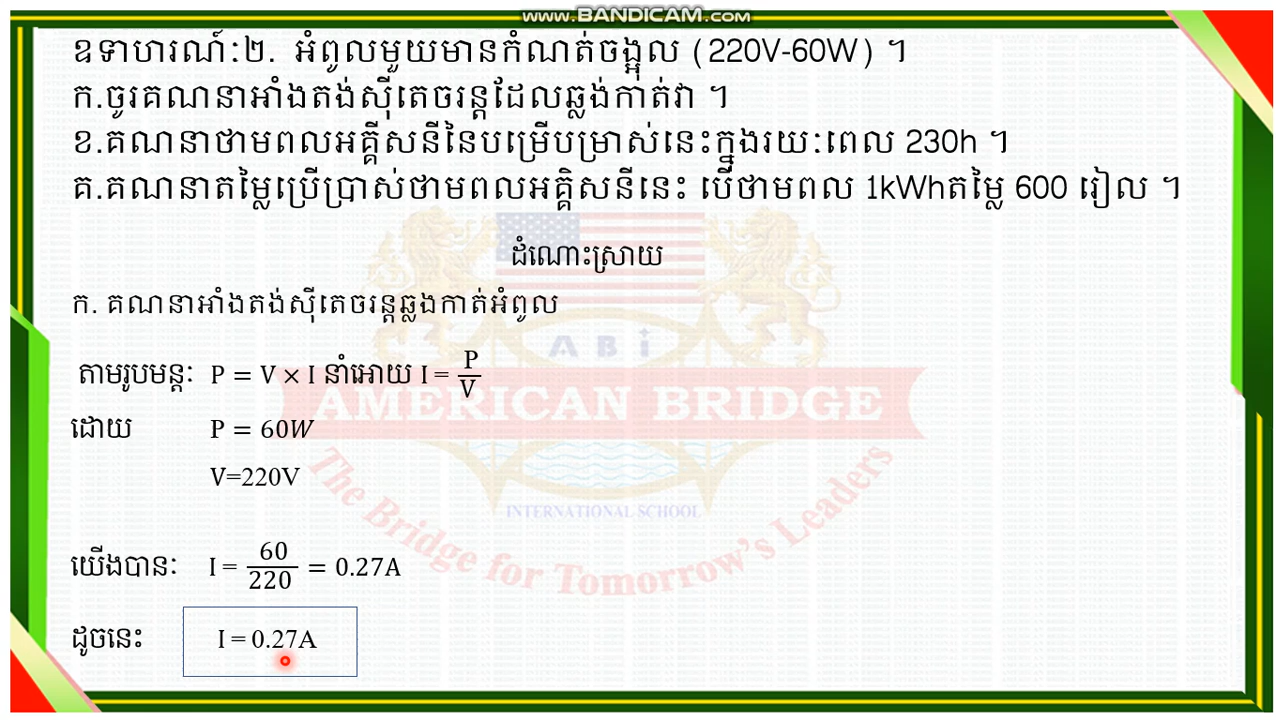 www.BANDICAM.com
ឧទាហរណ៍ៈ២. អំពូលមួយមានកំណត់ចង្អុល (220V-60W) ។
ក.ចូរគណនាអាំងតង់ស៊ីតេចរន្តដែលឆ្លង់កាត់វា ។
ខ.គណនាថាមពលអគ្គីសនីនៃបម្រើបម្រាស់នេះក្នុងរយៈពេល 230h ។
គ.គណនាតម្លៃប្រើប្រាស់ថាមពលអគ្គិសនីនេះ បើថាមពល 1kWhតម្លៃ 600 រៀល ។
ដំណោះស្រាយ
ក. គណនាអាំងតង់ស៊ីតេចរន្តឆ្លងកាត់អំពូល
តាមរូបមន្តៈ P = V × I នាំអោយ I = P/V
ដោយ P = 60W
V=220V
យើងបានៈ I = 60/220 = 0.27A
ដូចនេះ I = 0.27A
ABi
AMERICAN BRIDGE
INTERNATIONAL SCHOOL
The Bridge for Tomorrow's Leaders